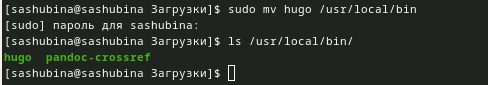 [sashubina@sashubina Загрузки]$ sudo mv hugo /usr/local/bin
[sudo] пароль для sashubina:
[sashubina@sashubina Загрузки]$ ls /usr/local/bin/
hugo  pandoc-crossref
[sashubina@sashubina Загрузки]$